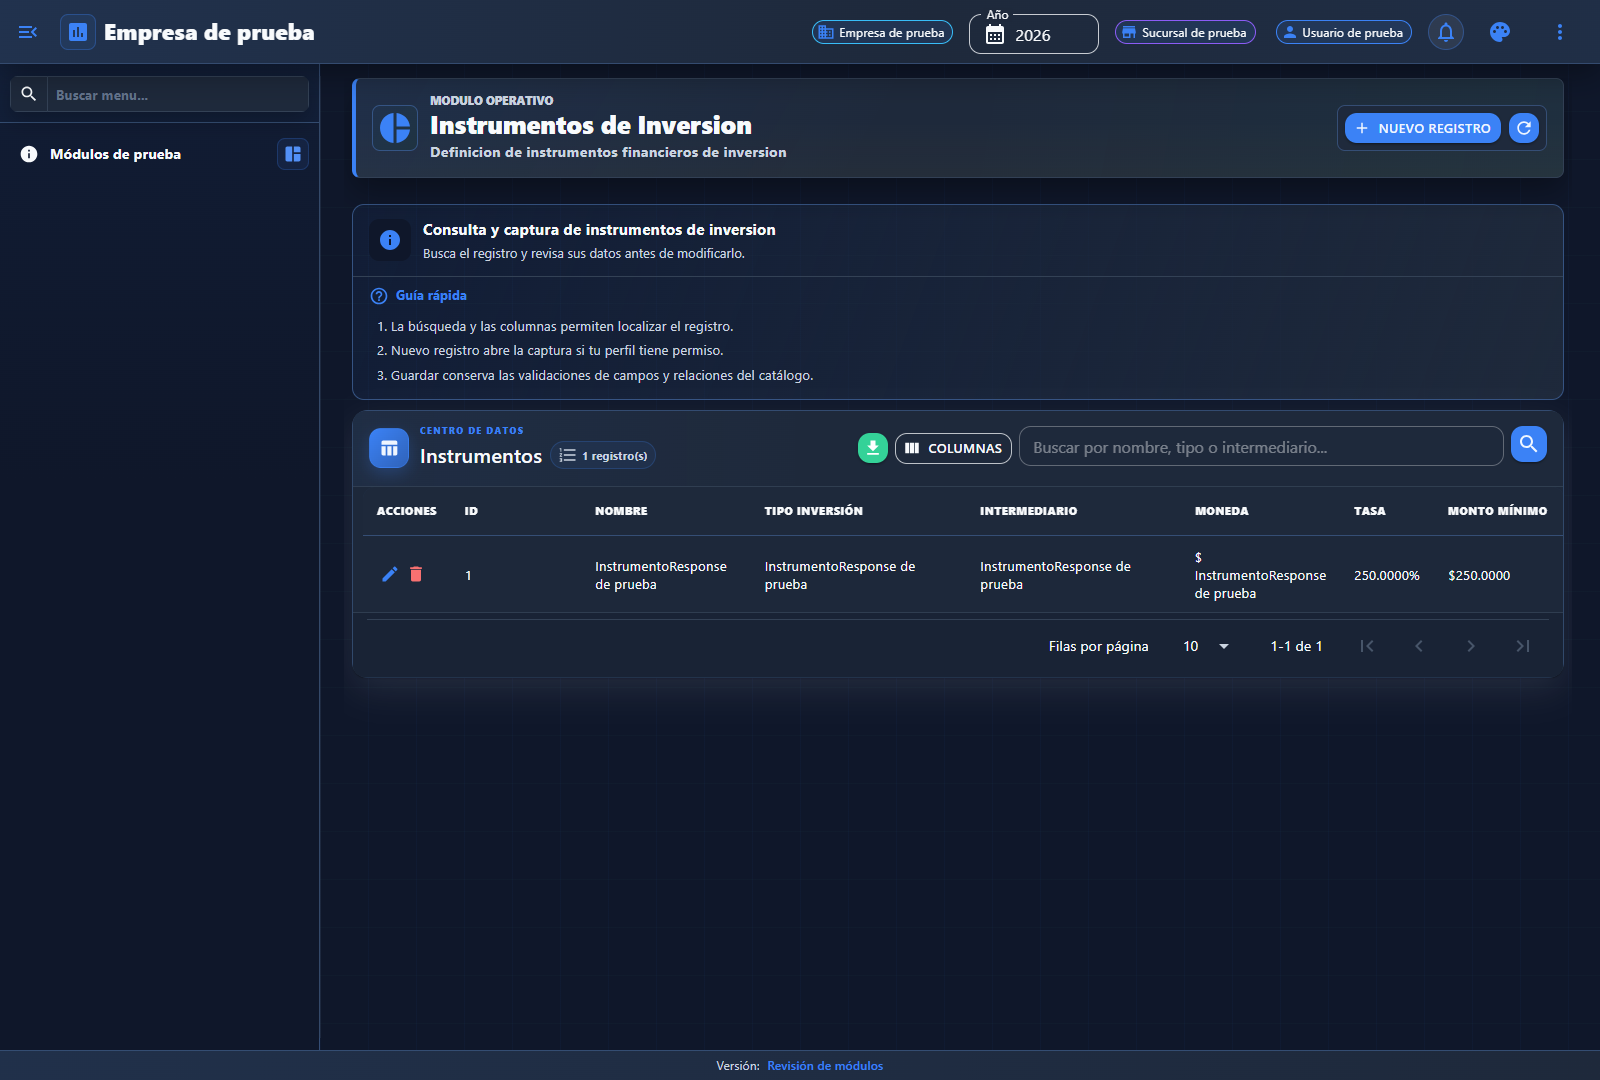 Empresa de prueba
Empresa de prueba
Año
2026
Sucursal de prueba
Usuario de prueba
Buscar menu...
Módulos de prueba
MODULO OPERATIVO
Instrumentos de Inversion
Definicion de instrumentos financieros de inversion
NUEVO REGISTRO
Consulta y captura de instrumentos de inversion
Busca el registro y revisa sus datos antes de modificarlo.
Guía rápida
1. La búsqueda y las columnas permiten localizar el registro.
2. Nuevo registro abre la captura si tu perfil tiene permiso.
3. Guardar conserva las validaciones de campos y relaciones del catálogo.
CENTRO DE DATOS
Instrumentos
1 registro(s)
COLUMNAS
Buscar por nombre, tipo o intermediario...
ACCIONES ID NOMBRE TIPO INVERSIÓN INTERMEDIARIO MONEDA TASA MONTO MÍNIMO
1
InstrumentoResponse
de prueba
InstrumentoResponse de
prueba
InstrumentoResponse de
prueba
$
InstrumentoResponse
de prueba
250.0000%
$250.0000
Filas por página 10 1-1 de 1
Versión: Revisión de módulos